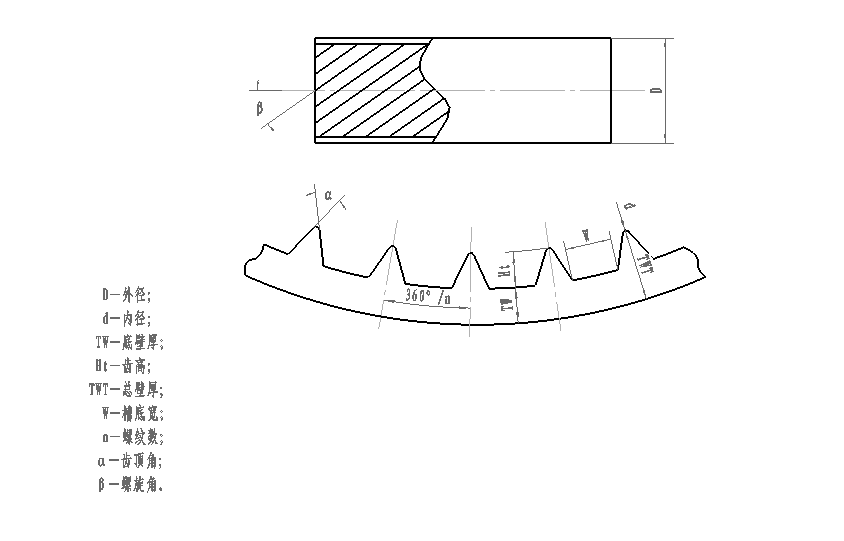 D
β
α
d
W
Ht
TWT
360° /n
TW
D—外径;
d—内径;
TW—底壁厚;
Ht—齿高;
TWT—总壁厚;
W—槽底宽;
n—螺纹数;
α—齿顶角;
β—螺旋角。